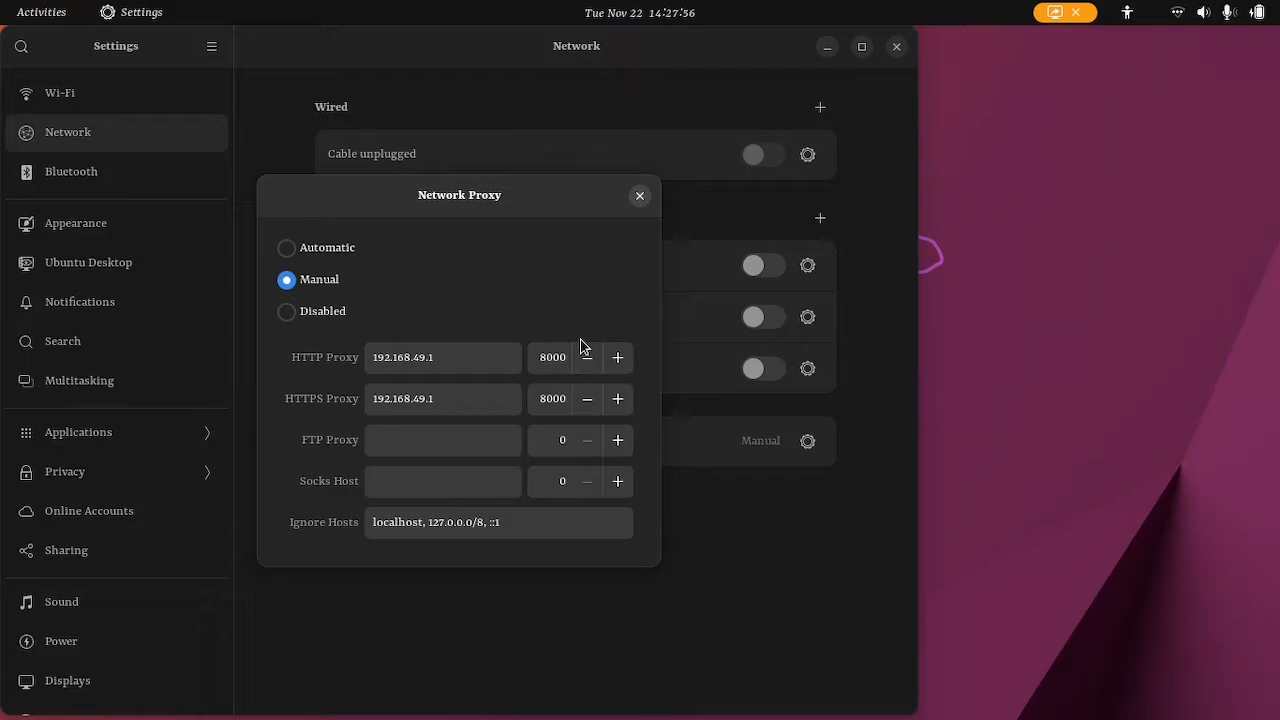 Activities Settings Tue Nov 22 14:27:56
Settings Network
Wi-Fi
Network
Bluetooth
Appearance
Ubuntu Desktop
Notifications
Search
Multitasking
Applications
Privacy
Online Accounts
Sharing
Sound
Power
Displays
Wired
Cable unplugged
Manual
Network Proxy
Automatic
Manual
Disabled
HTTP Proxy 192.168.49.1 8000
HTTPS Proxy 192.168.49.1 8000
FTP Proxy 0
Socks Host 0
Ignore Hosts localhost, 127.0.0.0/8, ::1